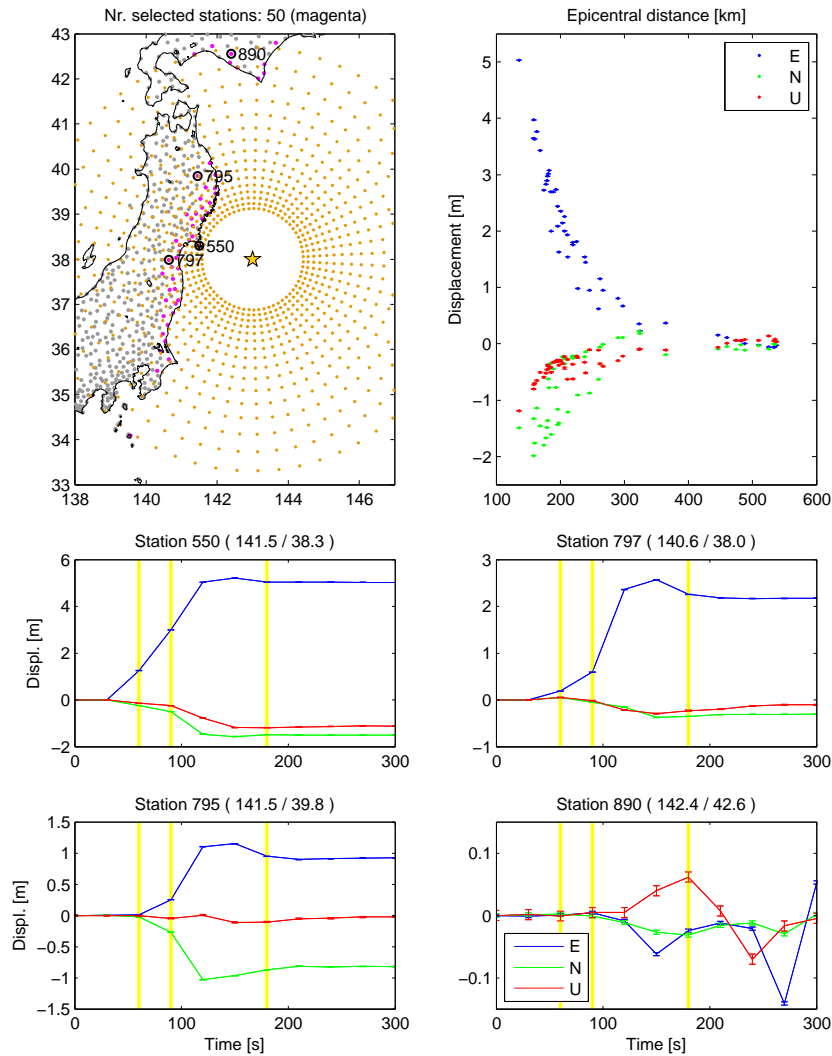 Nr. selected stations: 50 (magenta)
43
42
41
40
39
38
37
36
35
34
33
138 140 142 144 146
890
795
550
797
Epicentral distance [km]
Displacement [m]
5
4
3
2
1
0
−1
−2
100 200 300 400 500 600
E
N
U
Station 550 ( 141.5 / 38.3 )
Displ. [m]
6
4
2
0
−2
0 100 200 300
Station 797 ( 140.6 / 38.0 )
3
2
1
0
−1
0 100 200 300
Station 795 ( 141.5 / 39.8 )
Displ. [m]
1.5
1
0.5
0
−0.5
−1
−1.5
0 100 200 300
Time [s]
Station 890 ( 142.4 / 42.6 )
0.1
0
−0.1
E
N
U
0 100 200 300
Time [s]